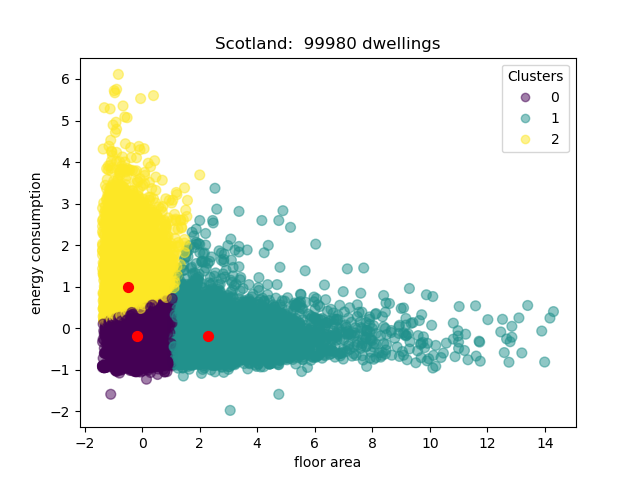 Scotland:  99980 dwellings
Clusters
0
1
2
energy consumption
6
5
4
3
2
1
0
−1
−2
−2 0 2 4 6 8 10 12 14
floor area